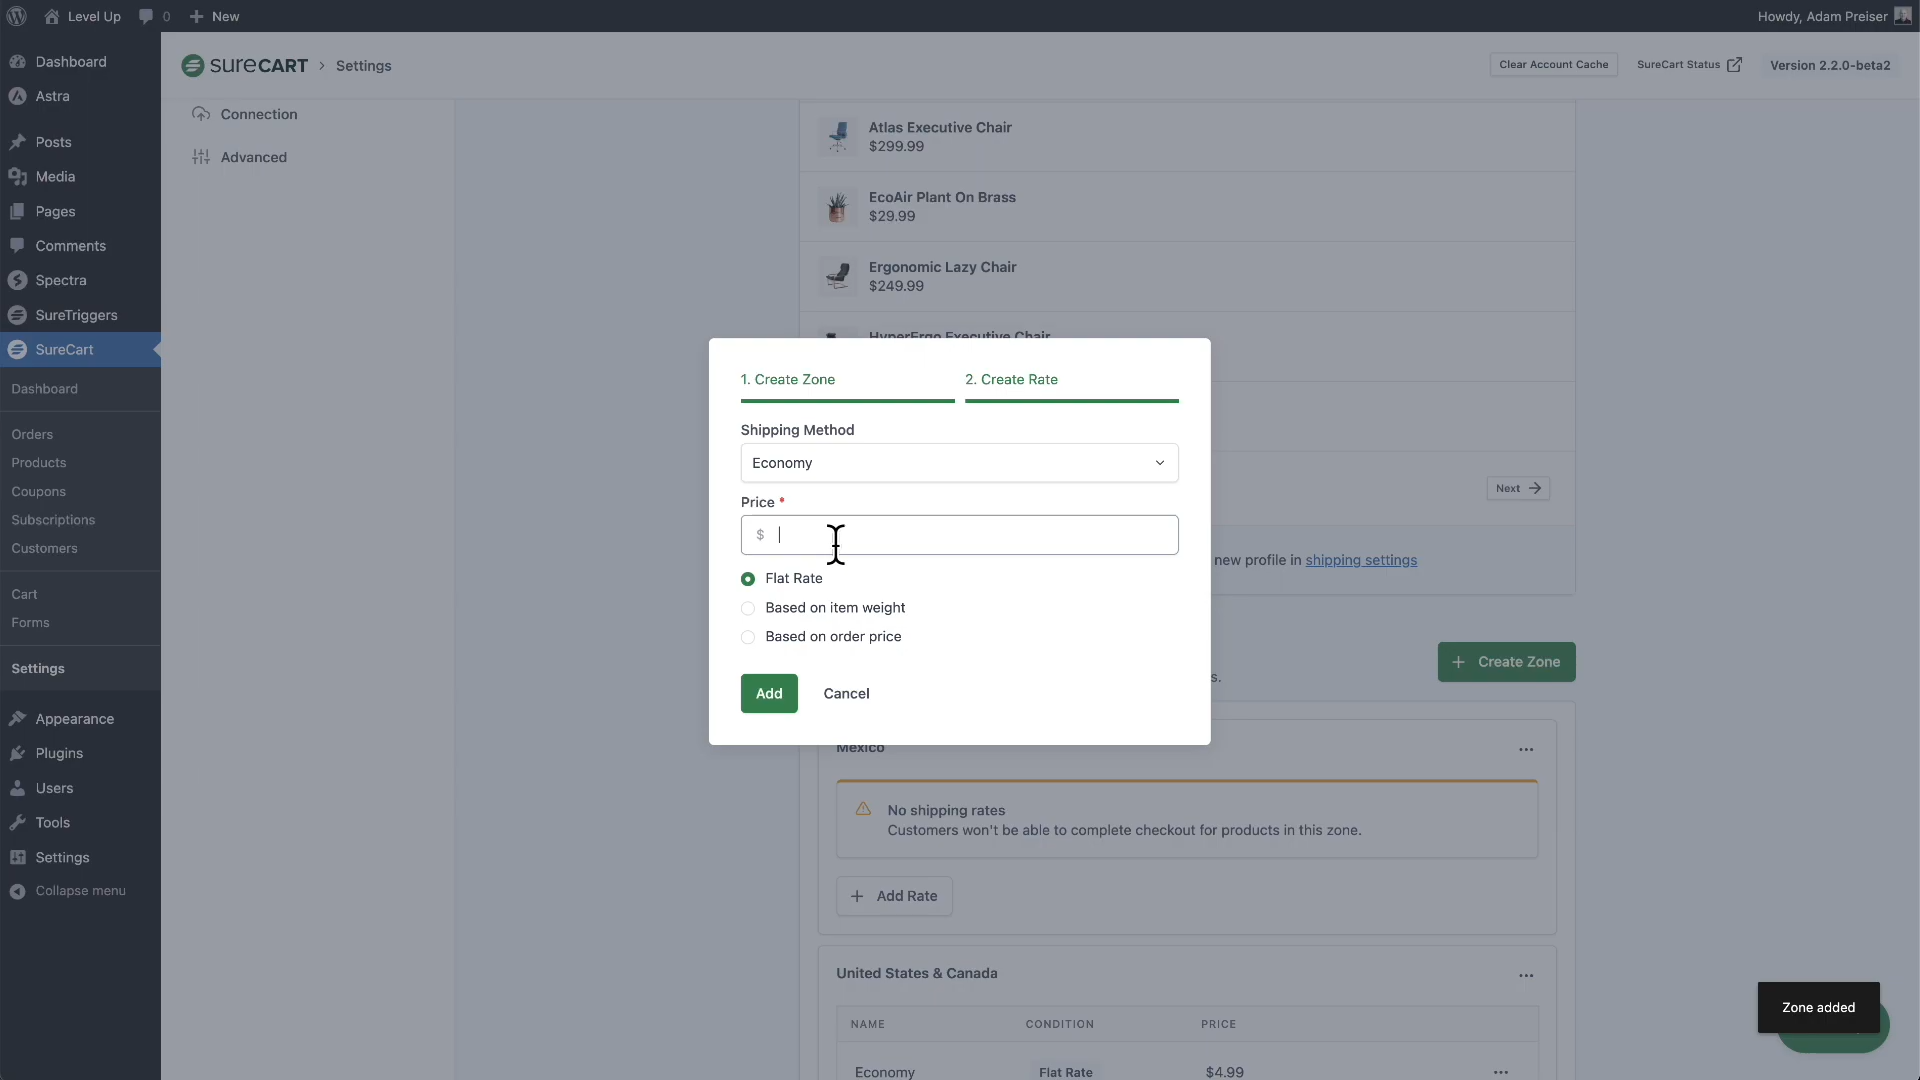 Level Up
0
New
Howdy, Adam Preiser
Dashboard
Astra
Posts
Media
Pages
Comments
Spectra
SureTriggers
SureCart
Dashboard
Orders
Products
Coupons
Subscriptions
Customers
Cart
Forms
Settings
Appearance
Plugins
Users
Tools
Settings
Collapse menu
SURECART > Settings
Clear Account Cache
SureCart Status
Version 2.2.0-beta2
Connection
Advanced
Atlas Executive Chair
$299.99
EcoAir Plant On Brass
$29.99
Ergonomic Lazy Chair
$249.99
HyperErgo Executive Chair
1. Create Zone
2. Create Rate
Shipping Method
Economy
Price *
$
Flat Rate
Based on item weight
Based on order price
Add
Cancel
Next
new profile in shipping settings
Create Zone
s.
Mexico
No shipping rates
Customers won't be able to complete checkout for products in this zone.
Add Rate
United States & Canada
NAME CONDITION PRICE
Economy Flat Rate $4.99
Zone added